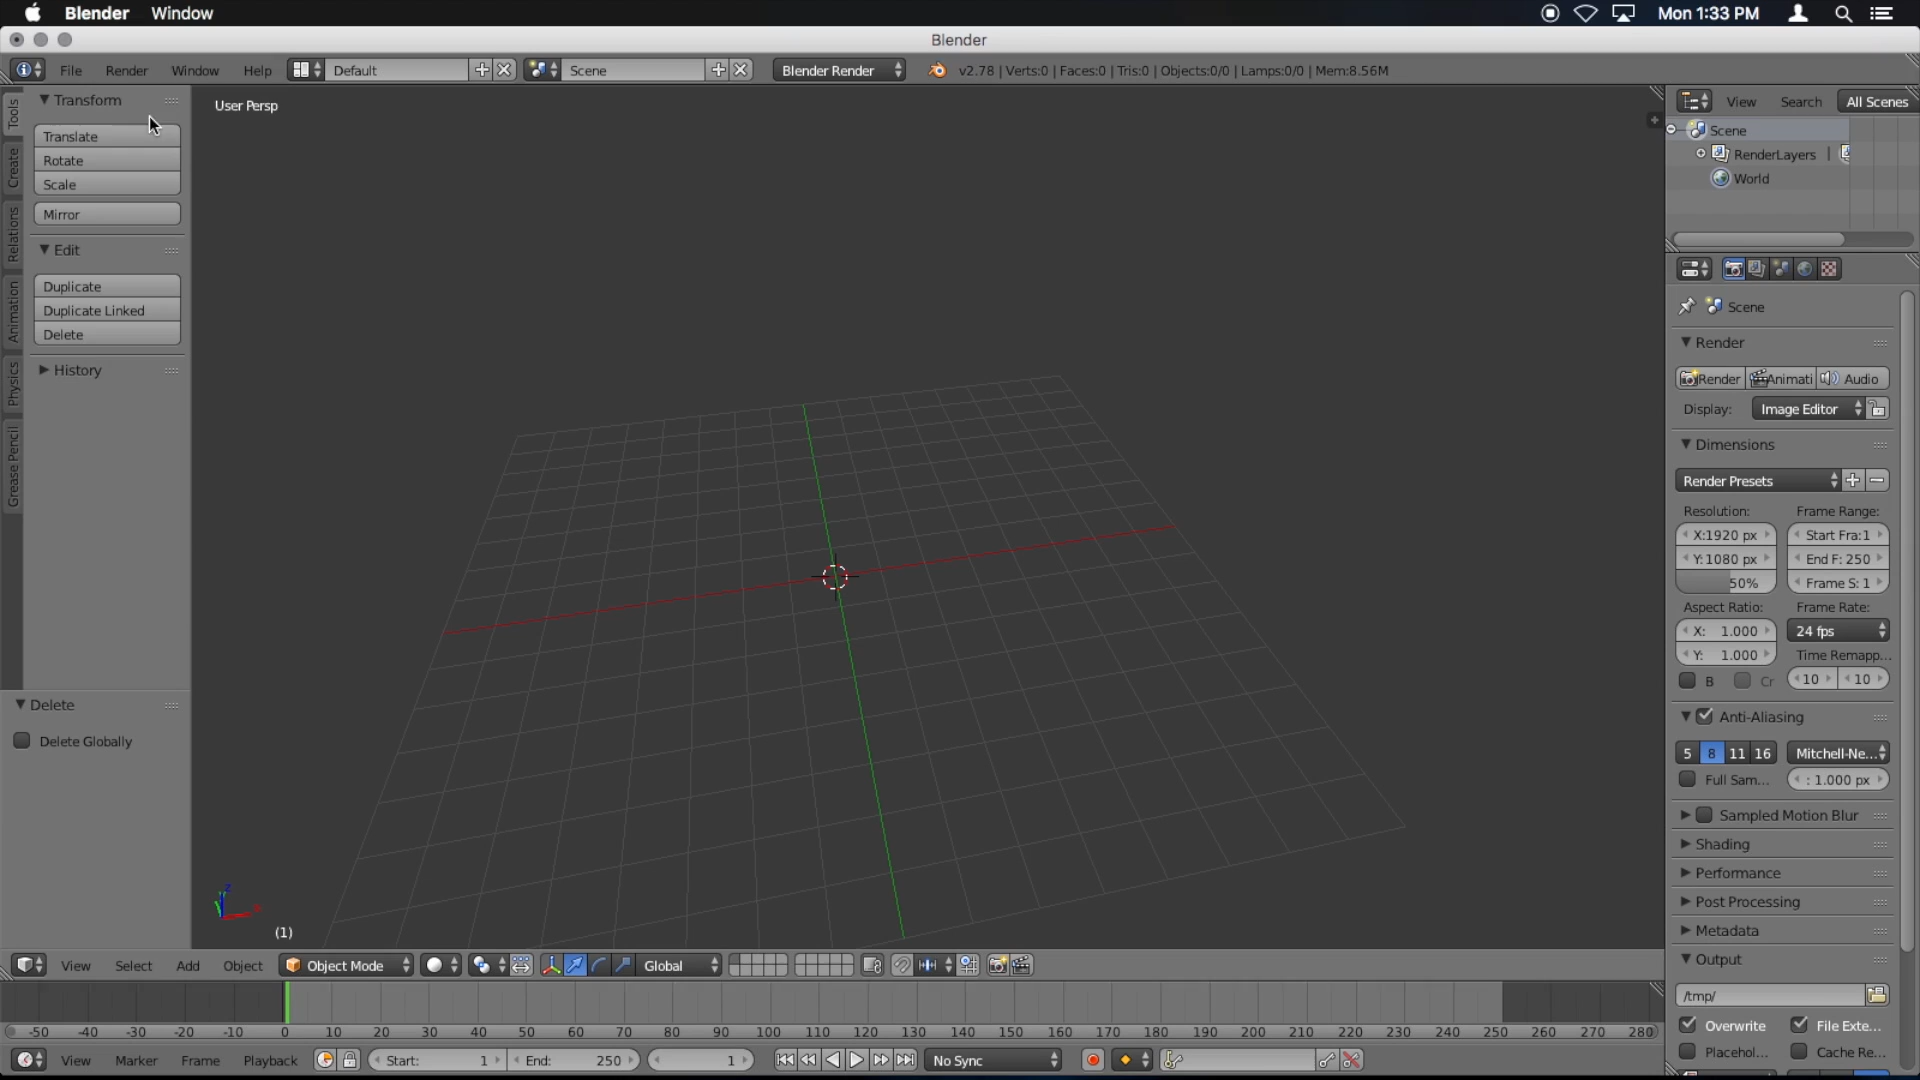 Blender Window Mon 1:33 PM
Blender
File Render Window Help Default Scene Blender Render v2.78 | Verts:0 | Faces:0 | Tris:0 | Objects:0/0 | Lamps:0/0 | Mem:8.56M
Tools
Create
Relations
Animation
Physics
Grease Pencil
Transform
Translate
Rotate
Scale
Mirror
Edit
Duplicate
Duplicate Linked
Delete
History
Delete
Delete Globally
User Persp
(1)
View Search All Scenes
Scene
RenderLayers |
World
Scene
Render
Render Animati Audio
Display: Image Editor
Dimensions
Render Presets
Resolution: Frame Range:
X:1920 px Start Fra:1
Y:1080 px End F: 250
50% Frame S: 1
Aspect Ratio: Frame Rate:
X: 1.000 24 fps
Y: 1.000 Time Remapp...
B Cr 10 10
Anti-Aliasing
5 8 11 16 Mitchell-Ne...
Full Sam... : 1.000 px
Sampled Motion Blur
Shading
Performance
Post Processing
Metadata
Output
/tmp/
Overwrite File Exte...
Placehol... Cache Re...
View Select Add Object Object Mode Global
-50 -40 -30 -20 -10 0 10 20 30 40 50 60 70 80 90 100 110 120 130 140 150 160 170 180 190 200 210 220 230 240 250 260 270 280
View Marker Frame Playback Start: 1 End: 250 1 No Sync